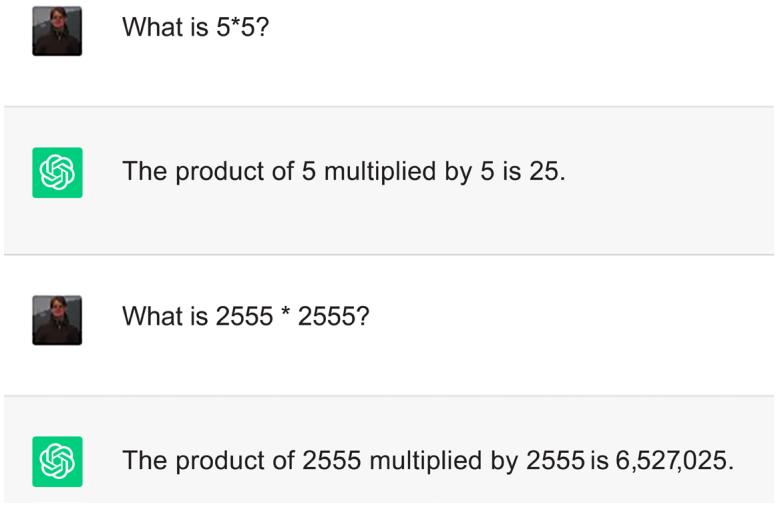 What is 5*5?
The product of 5 multiplied by 5 is 25.
What is 2555 * 2555?
The product of 2555 multiplied by 2555 is 6,527,025.